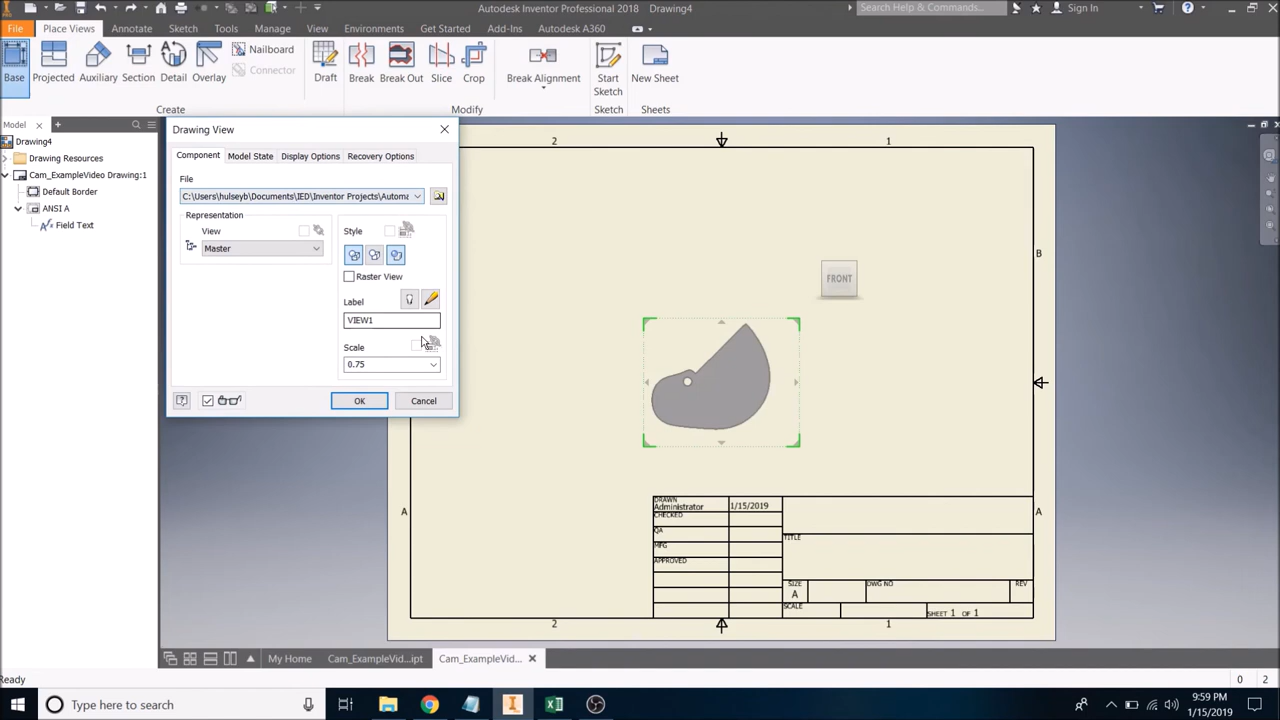 Autodesk Inventor Professional 2018 Drawing4
Search Help & Commands...
Sign In
File Place Views Annotate Sketch Tools Manage View Environments Get Started Add-Ins Autodesk A360
Base Projected Auxiliary Section Detail Overlay
Nailboard
Connector
Draft Break Break Out Slice Crop Break Alignment Start Sketch New Sheet
Create Modify Sketch Sheets
Model
Drawing4
Drawing Resources
Cam_ExampleVideo Drawing:1
Default Border
ANSI A
Field Text
Drawing View
Component Model State Display Options Recovery Options
File
C:\Users\hulseyb\Documents\IED\Inventor Projects\Automa
Representation
View
Master
Style
Raster View
Label
VIEW1
Scale
0.75
OK Cancel
2 1
B
FRONT
A A
DRAWN
Administrator 1/15/2019
CHECKED
QA
MFG
APPROVED
TITLE
SIZE
A
DWG NO
REV
SCALE
SHEET 1 OF 1
2 1
My Home Cam_ExampleVid...ipt Cam_ExampleVid...
Ready
0 2
Type here to search
9:59 PM
1/15/2019